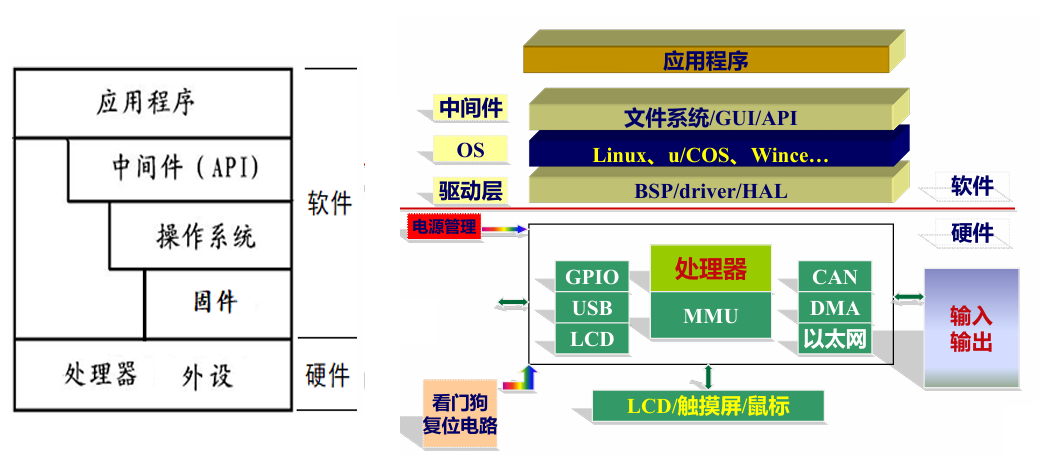 应用程序
中间件（API）
操作系统
固件
处理器 外设
软件
硬件
应用程序
中间件
文件系统/GUI/API
OS
Linux、u/COS、Wince…
驱动层
BSP/driver/HAL
软件
电源管理
硬件
GPIO
USB
LCD
处理器
MMU
CAN
DMA
以太网
输入
输出
看门狗
复位电路
LCD/触摸屏/鼠标